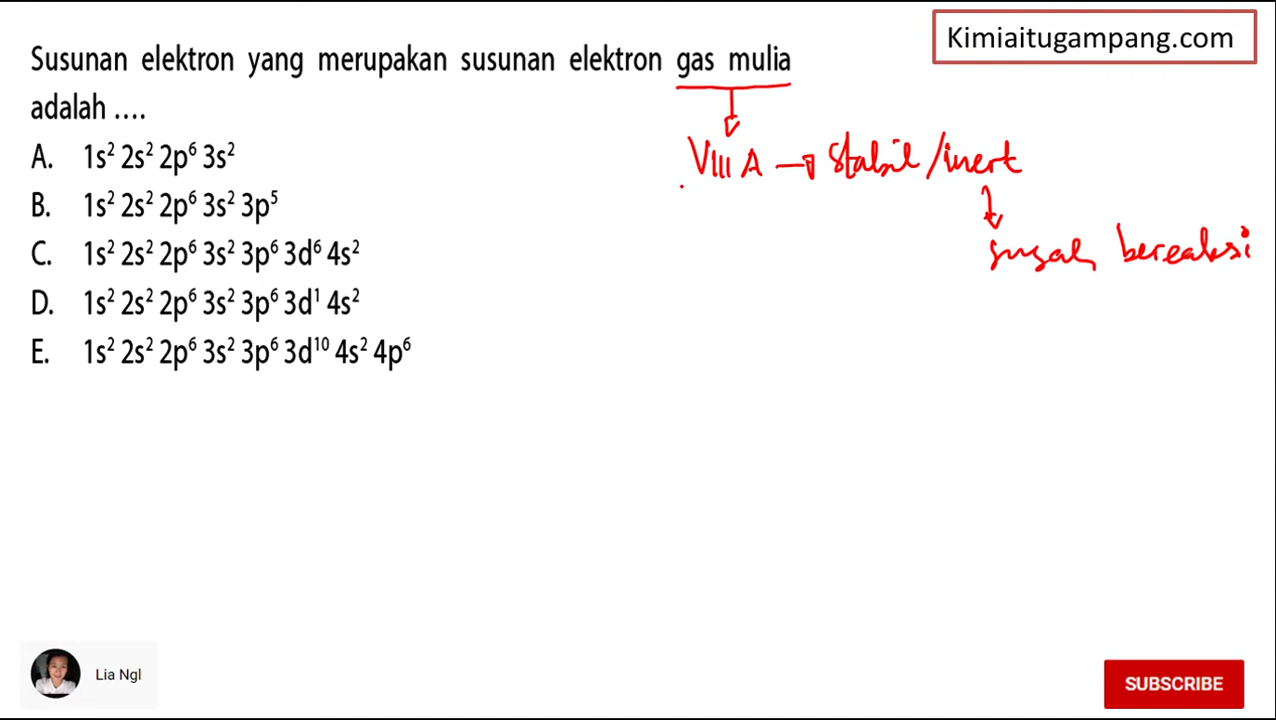 Kimiaitugampang.com
Susunan elektron yang merupakan susunan elektron gas mulia
adalah ....
VIII A → Stabil / inert
susah bereaksi
A. 1s² 2s² 2p⁶ 3s²
B. 1s² 2s² 2p⁶ 3s² 3p⁵
C. 1s² 2s² 2p⁶ 3s² 3p⁶ 3d⁶ 4s²
D. 1s² 2s² 2p⁶ 3s² 3p⁶ 3d¹ 4s²
E. 1s² 2s² 2p⁶ 3s² 3p⁶ 3d¹⁰ 4s² 4p⁶
Lia Ngl
SUBSCRIBE